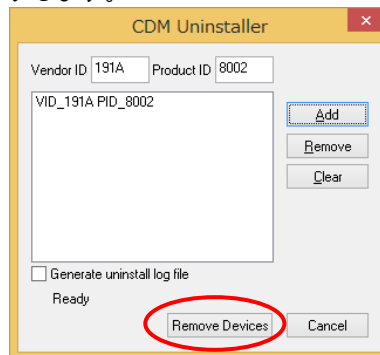 CDM Uninstaller
Vendor ID 191A Product ID 8002
VID_191A PID_8002
Add
Remove
Clear
Generate uninstall log file
Ready
Remove Devices Cancel